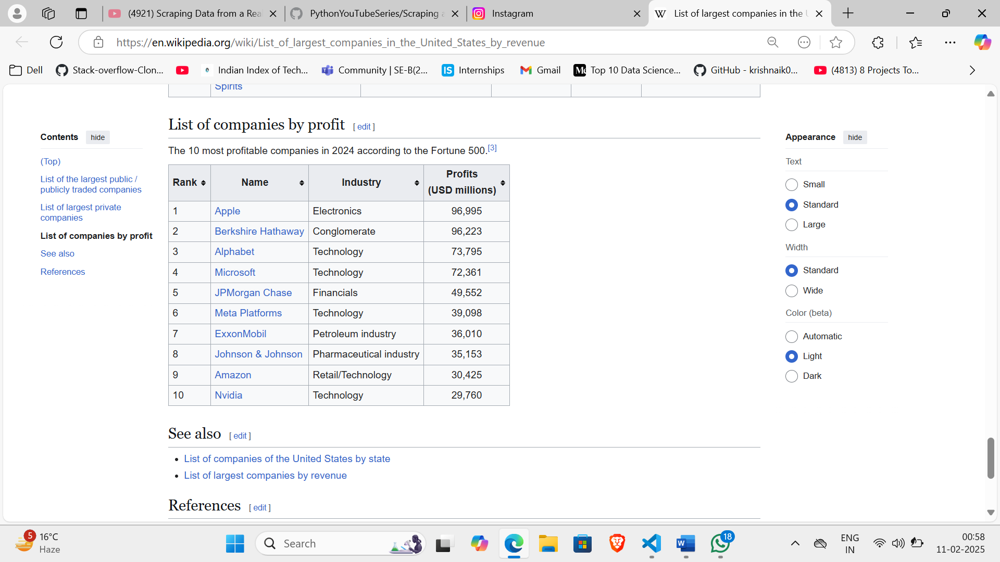 (4921) Scraping Data from a Rea
PythonYouTubeSeries/Scraping a
Instagram
List of largest companies in the U
https://en.wikipedia.org/wiki/List_of_largest_companies_in_the_United_States_by_revenue
Dell
Stack-overflow-Clon...
Indian Index of Tech...
Community | SE-B(2...
IS Internships
Gmail
Top 10 Data Science...
GitHub - krishnaik0...
(4813) 8 Projects To...
Spirits
List of companies by profit [ edit ]
The 10 most profitable companies in 2024 according to the Fortune 500.[3]
Contents hide
(Top)
List of the largest public /
publicly traded companies
List of largest private
companies
List of companies by profit
See also
References
Rank Name Industry Profits
(USD millions)
1 Apple Electronics 96,995
2 Berkshire Hathaway Conglomerate 96,223
3 Alphabet Technology 73,795
4 Microsoft Technology 72,361
5 JPMorgan Chase Financials 49,552
6 Meta Platforms Technology 39,098
7 ExxonMobil Petroleum industry 36,010
8 Johnson & Johnson Pharmaceutical industry 35,153
9 Amazon Retail/Technology 30,425
10 Nvidia Technology 29,760
See also [ edit ]
• List of companies of the United States by state
• List of largest companies by revenue
References [ edit ]
Appearance hide
Text
Small
Standard
Large
Width
Standard
Wide
Color (beta)
Automatic
Light
Dark
5
16°C
Haze
Search
18
ENG
IN
00:58
11-02-2025